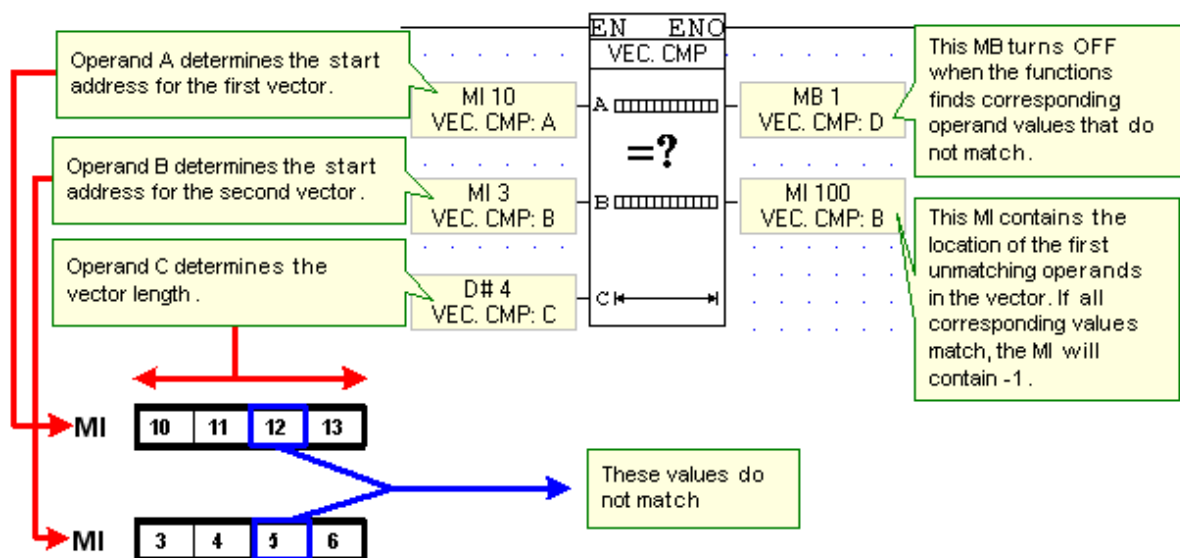 EN ENO
VEC. CMP
Operand A determines the start
address for the first vector.
MI 10
VEC. CMP: A
A
MB 1
VEC. CMP: D
This MB turns OFF
when the functions
finds corresponding
operand values that do
not match.
=?
Operand B determines the start
address for the second vector.
MI 3
VEC. CMP: B
B
MI 100
VEC. CMP: B
This MI contains the
location of the first
unmatching operands
in the vector. If all
corresponding values
match, the MI will
contain -1.
Operand C determines the
vector length.
D# 4
VEC. CMP: C
C
MI 10 11 12 13
These values do
not match
MI 3 4 5 6